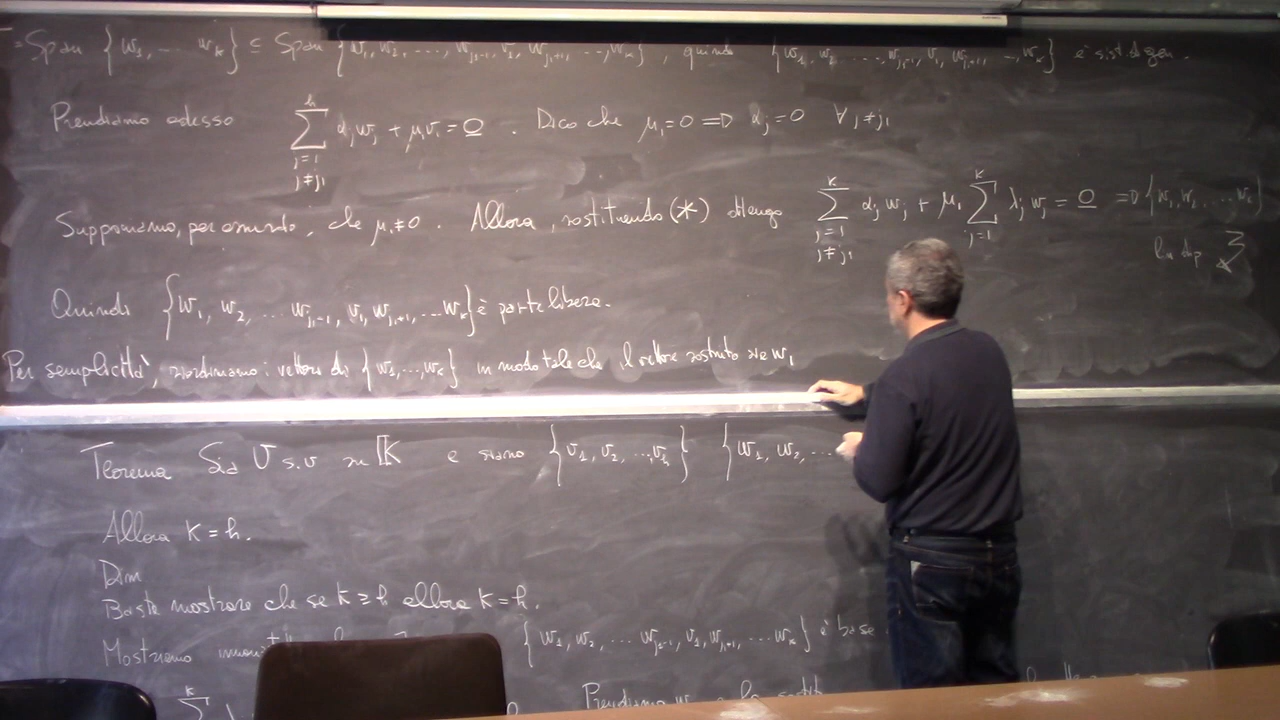 = Span {w₁, ... w_k} ⊆ Span {w₁, w₂, ..., w_{j₁-1}, v₁, w_{j₁+1}, ..., w_k}, quindi {w₁, w₂ ..., w_{j₁-1}, v₁, w_{j₁+1}, ..., w_k} è sist. di gen.
Prendiamo adesso ∑_{j=1, j≠j₁}^{k} α_j w_j + μ₁v₁ = 0. Dico che μ₁=0 => α_j=0 ∀ j≠j₁
Supponiamo, per assurdo, che μ₁≠0. Allora, sostituendo (*) ottengo ∑_{j=1, j≠j₁}^{k} α_j w_j + μ₁ ∑_{j=1}^{k} λ_j w_j = 0 => {w₁, w₂ ..., w_k}
lin dip
Quindi {w₁, w₂, ... w_{j₁-1}, v₁, w_{j₁+1}, ... w_k} è parte libera.
Per semplicità, riordiniamo i vettori di {w₁, ..., w_k} in modo tale che il vettore sostituito sia w₁
Teorema Sia V s.v su K e siano {v₁, v₂, ..., v_h} {w₁, w₂, ...
Allora K = h.
Dim
Basta mostrare che se k ≥ h allora k = h.
Mostriamo {w₁, w₂, ... w_{j₁-1}, v₁, w_{j₁+1}, ... w_k} è base
∑ k Prendiamo w